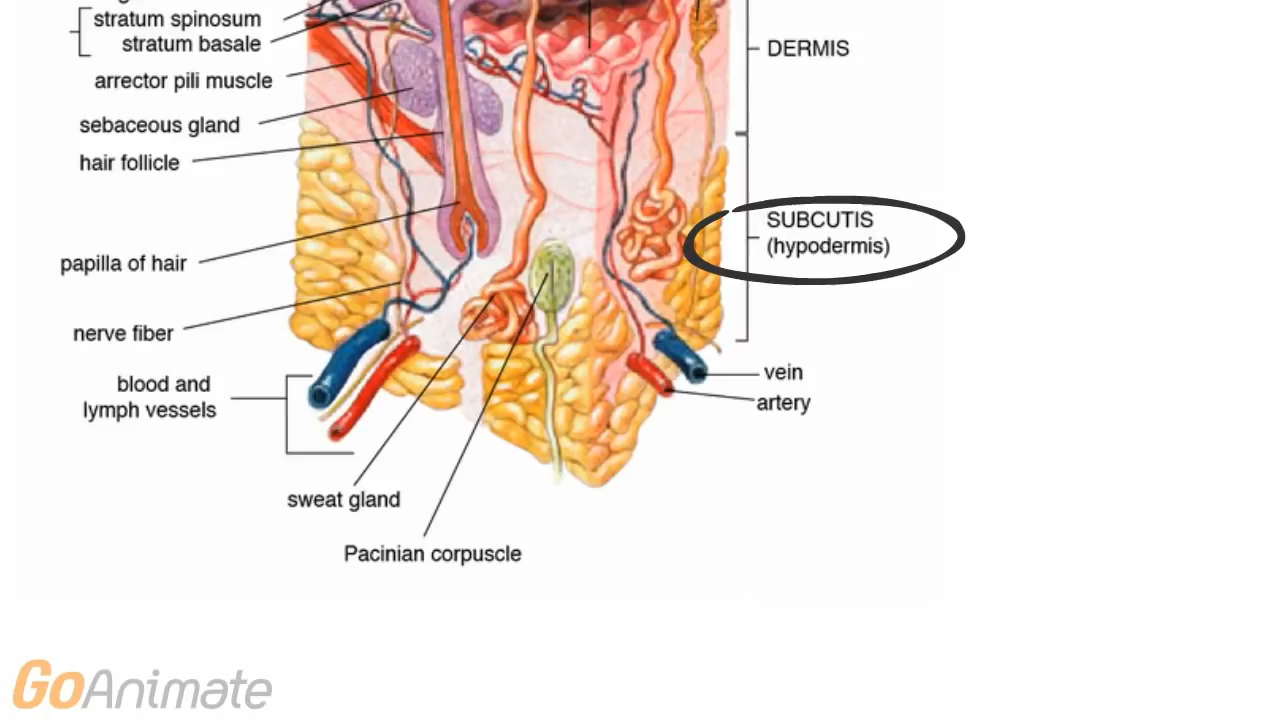 stratum spinosum
stratum basale
arrector pili muscle
sebaceous gland
hair follicle
papilla of hair
nerve fiber
blood and
lymph vessels
sweat gland
Pacinian corpuscle
DERMIS
SUBCUTIS
(hypodermis)
vein
artery
GoAnimate